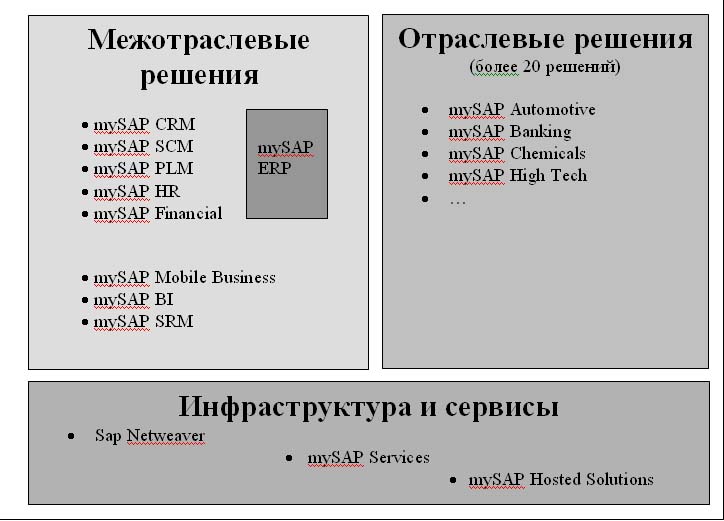 Межотраслевые
решения
• mySAP CRM
• mySAP SCM
• mySAP PLM
• mySAP HR
• mySAP Financial
mySAP
ERP
• mySAP Mobile Business
• mySAP BI
• mySAP SRM
Отраслевые решения
(более 20 решений)
• mySAP Automotive
• mySAP Banking
• mySAP Chemicals
• mySAP High Tech
• …
Инфраструктура и сервисы
• Sap Netweaver
• mySAP Services
• mySAP Hosted Solutions